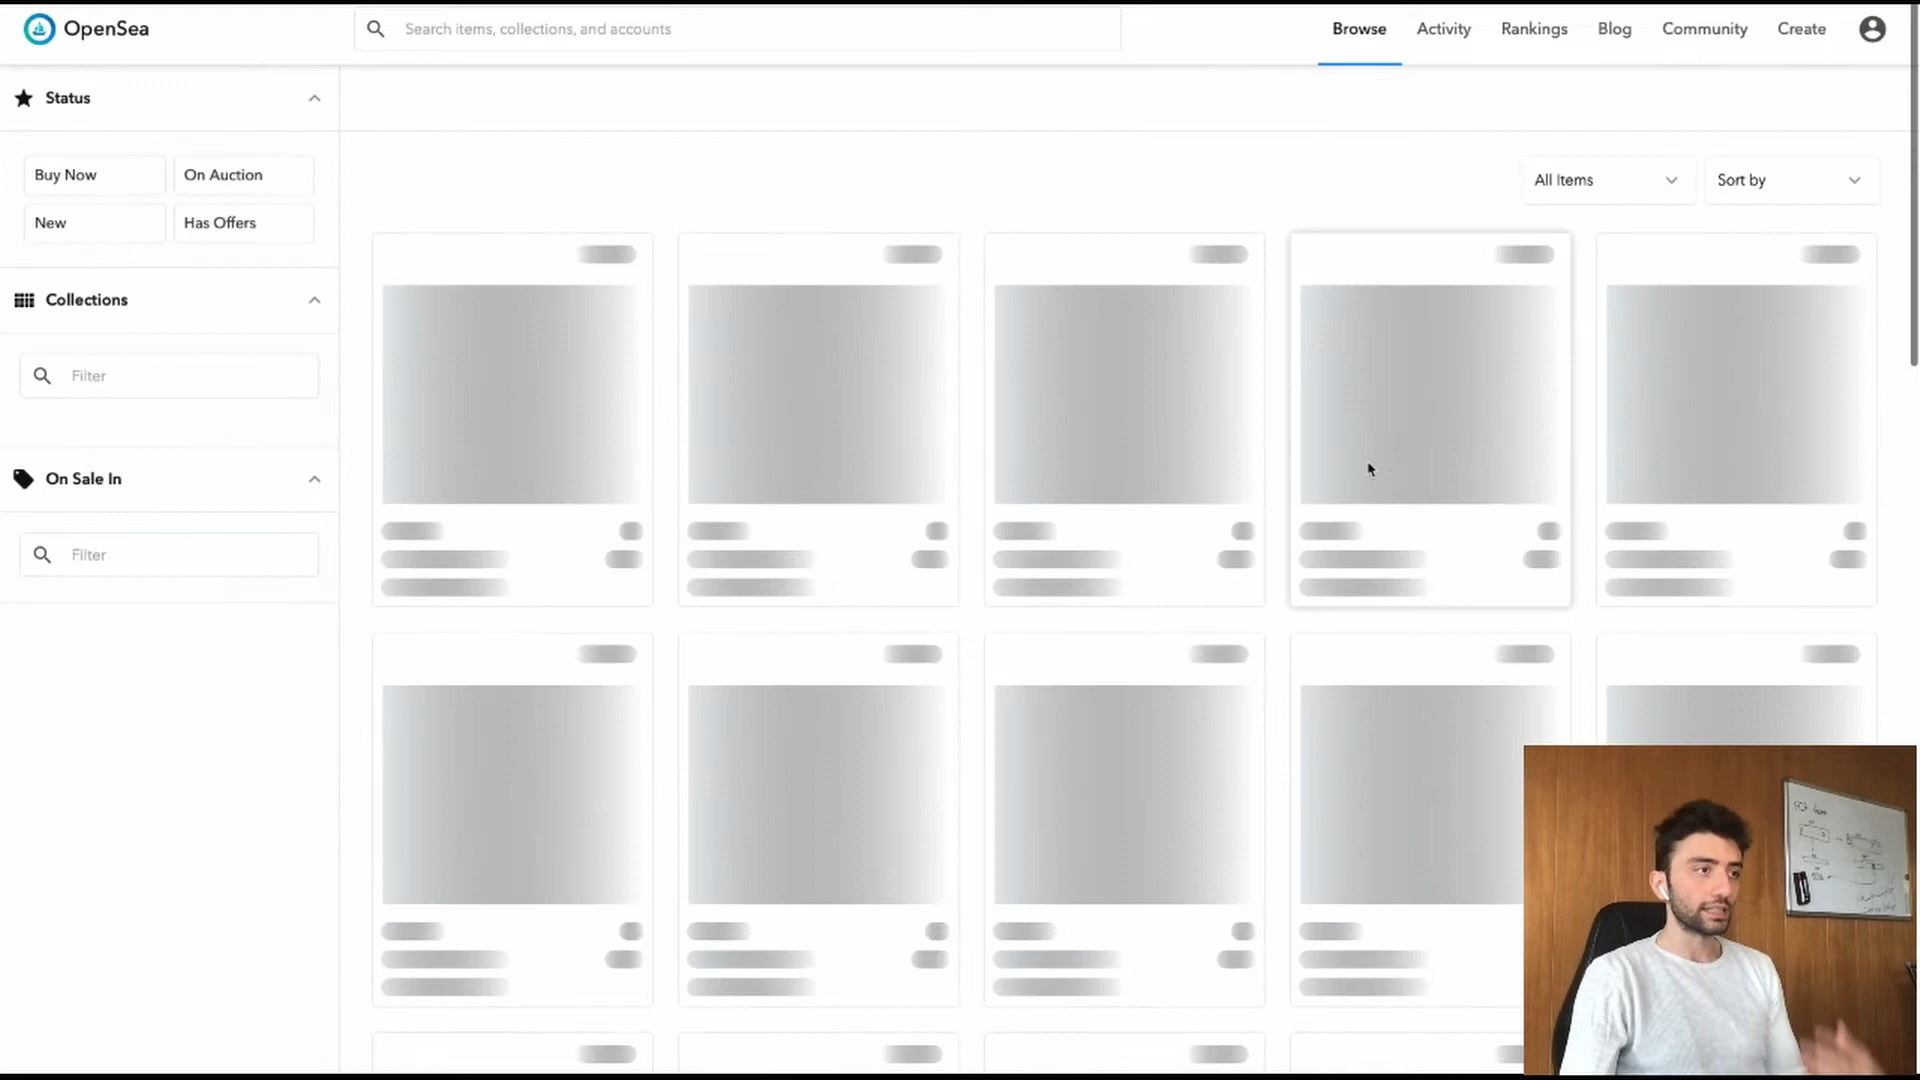 OpenSea
Search items, collections, and accounts
Browse
Activity
Rankings
Blog
Community
Create
Status
Buy Now
On Auction
New
Has Offers
Collections
Filter
On Sale In
Filter
All Items
Sort by